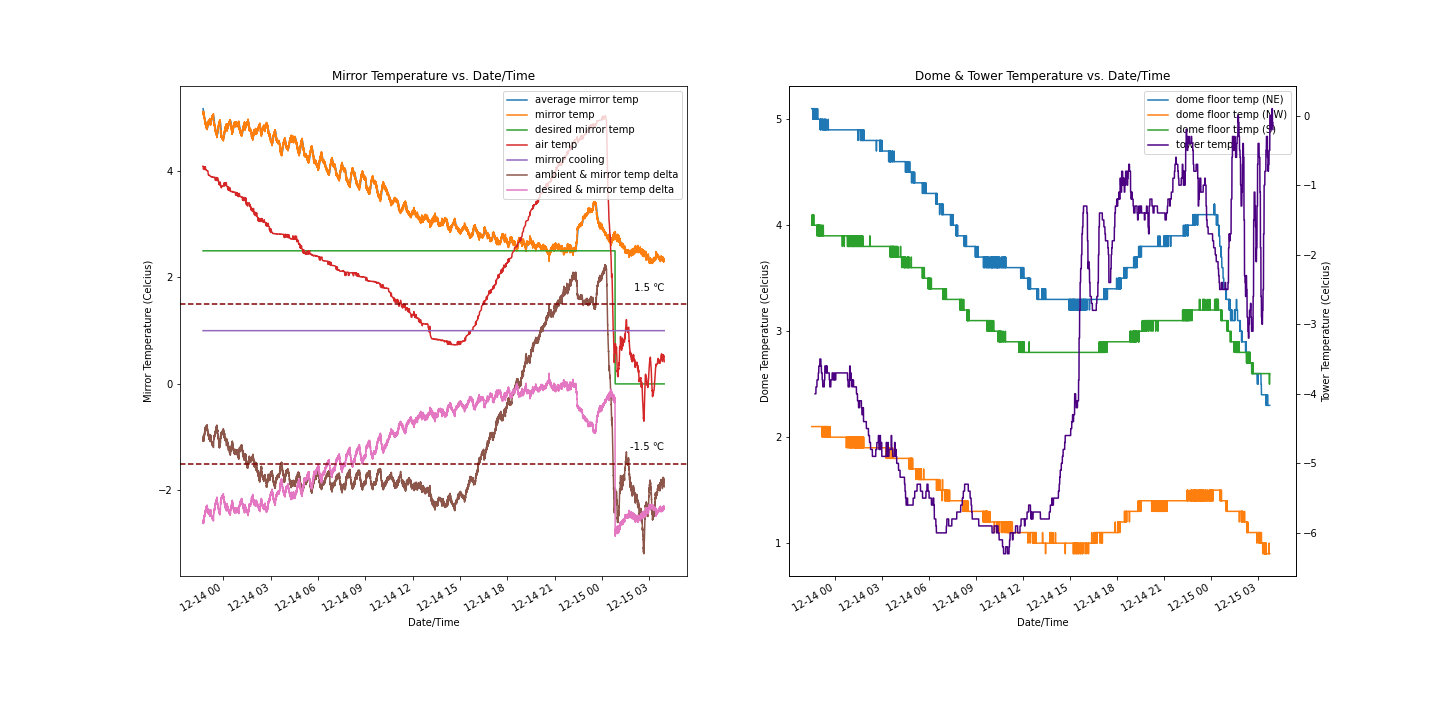 Mirror Temperature vs. Date/Time
average mirror temp
mirror temp
desired mirror temp
air temp
mirror cooling
ambient & mirror temp delta
desired & mirror temp delta
1.5 °C
-1.5 °C
4
2
0
−2
Mirror Temperature (Celcius)
12-14 00
12-14 03
12-14 06
12-14 09
12-14 12
12-14 15
12-14 18
12-14 21
12-15 00
12-15 03
Date/Time
Dome & Tower Temperature vs. Date/Time
dome floor temp (NE)
dome floor temp (NW)
dome floor temp (S)
tower temp
5
4
3
2
1
Dome Temperature (Celcius)
0
−1
−2
−3
−4
−5
−6
Tower Temperature (Celcius)
12-14 00
12-14 03
12-14 06
12-14 09
12-14 12
12-14 15
12-14 18
12-14 21
12-15 00
12-15 03
Date/Time